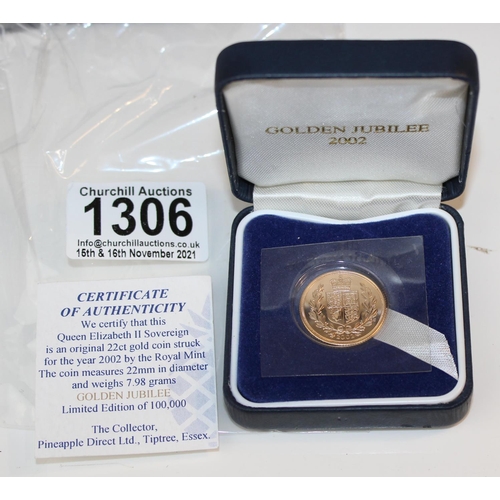 GOLDEN JUBILEE
2002
Churchill Auctions
1306
Info@churchillauctions.co.uk
15th & 16th November 2021
CERTIFICATE
OF AUTHENTICITY
We certify that this
Queen Elizabeth II Sovereign
is an original 22ct gold coin struck
for the year 2002 by the Royal Mint
The coin measures 22mm in diameter
and weighs 7.98 grams
GOLDEN JUBILEE
Limited Edition of 100,000
The Collector,
Pineapple Direct Ltd., Tiptree, Essex.